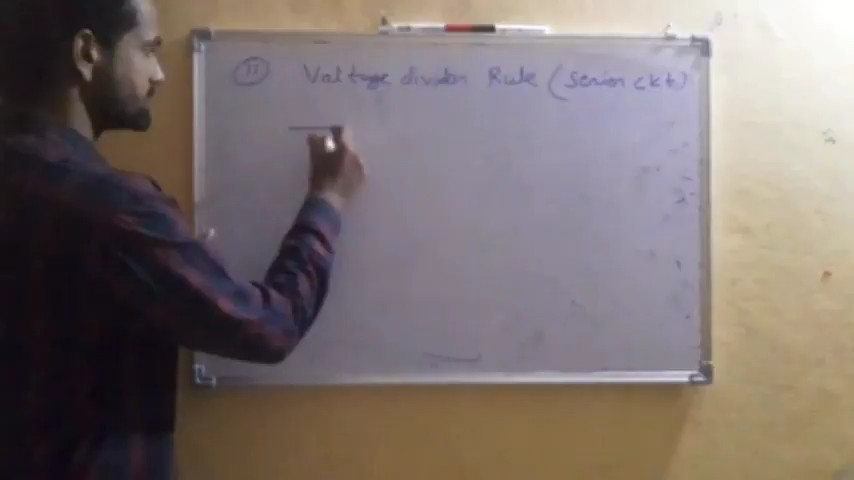 (11) Voltage divider Rule (Series ckt)